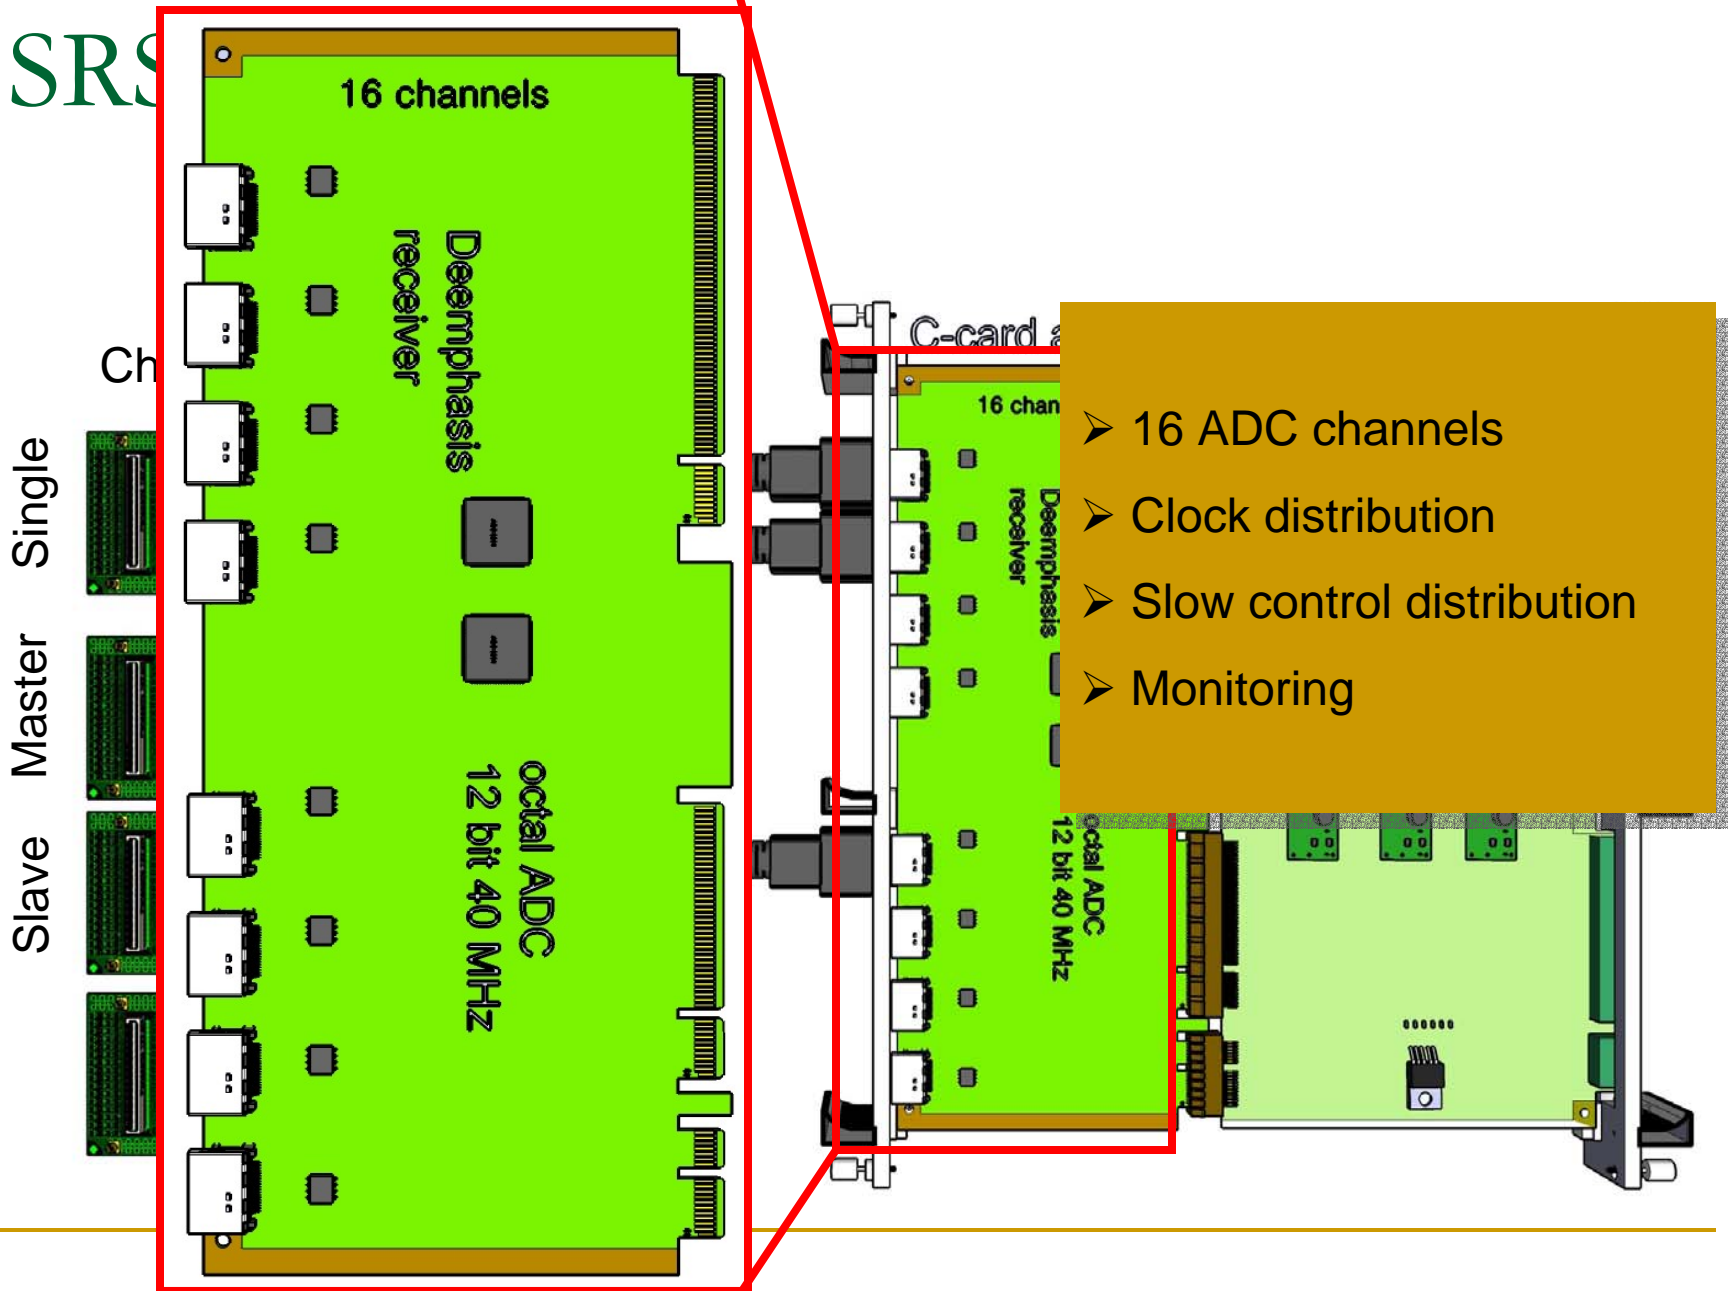 SRS
16 channels
Deemphasis
receiver
octal ADC
12 bit 40 MHz
Single
Master
Slave
C-card
16 chan
Deemphasis
receiver
octal ADC
12 bit 40 MHz
➢ 16 ADC channels
➢ Clock distribution
➢ Slow control distribution
➢ Monitoring